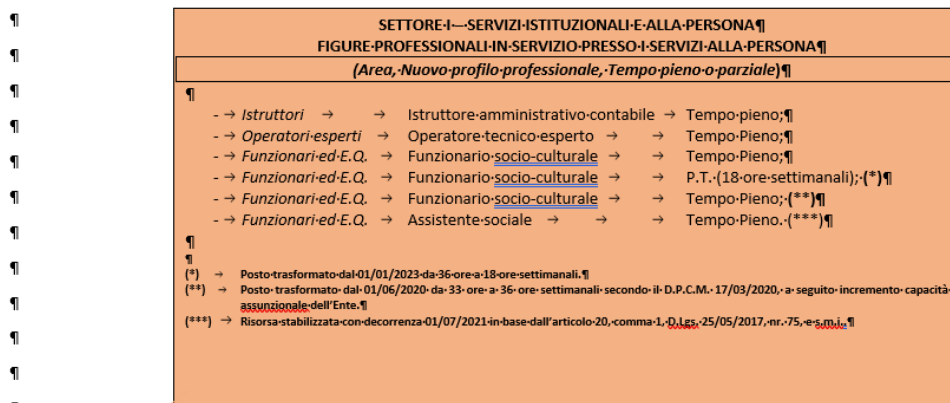 SETTORE I – SERVIZI ISTITUZIONALI E ALLA PERSONA
FIGURE PROFESSIONALI IN SERVIZIO PRESSO I SERVIZI ALLA PERSONA
(Area, Nuovo profilo professionale, Tempo pieno o parziale)
- Istruttori Istruttore amministrativo contabile Tempo Pieno;
- Operatori esperti Operatore tecnico esperto Tempo Pieno;
- Funzionari ed E.Q. Funzionario socio-culturale Tempo Pieno;
- Funzionari ed E.Q. Funzionario socio-culturale P.T. (18 ore settimanali); (*)
- Funzionari ed E.Q. Funzionario socio-culturale Tempo Pieno; (**)
- Funzionari ed E.Q. Assistente sociale Tempo Pieno. (***)
(*) Posto trasformato dal 01/01/2023 da 36 ore a 18 ore settimanali.
(**) Posto trasformato dal 01/06/2020 da 33 ore a 36 ore settimanali secondo il D.P.C.M. 17/03/2020, a seguito incremento capacità
assunzionale dell'Ente.
(***) Risorsa stabilizzata con decorrenza 01/07/2021 in base dall'articolo 20, comma 1, D.Lgs. 25/05/2017, nr. 75, e s.m.i..